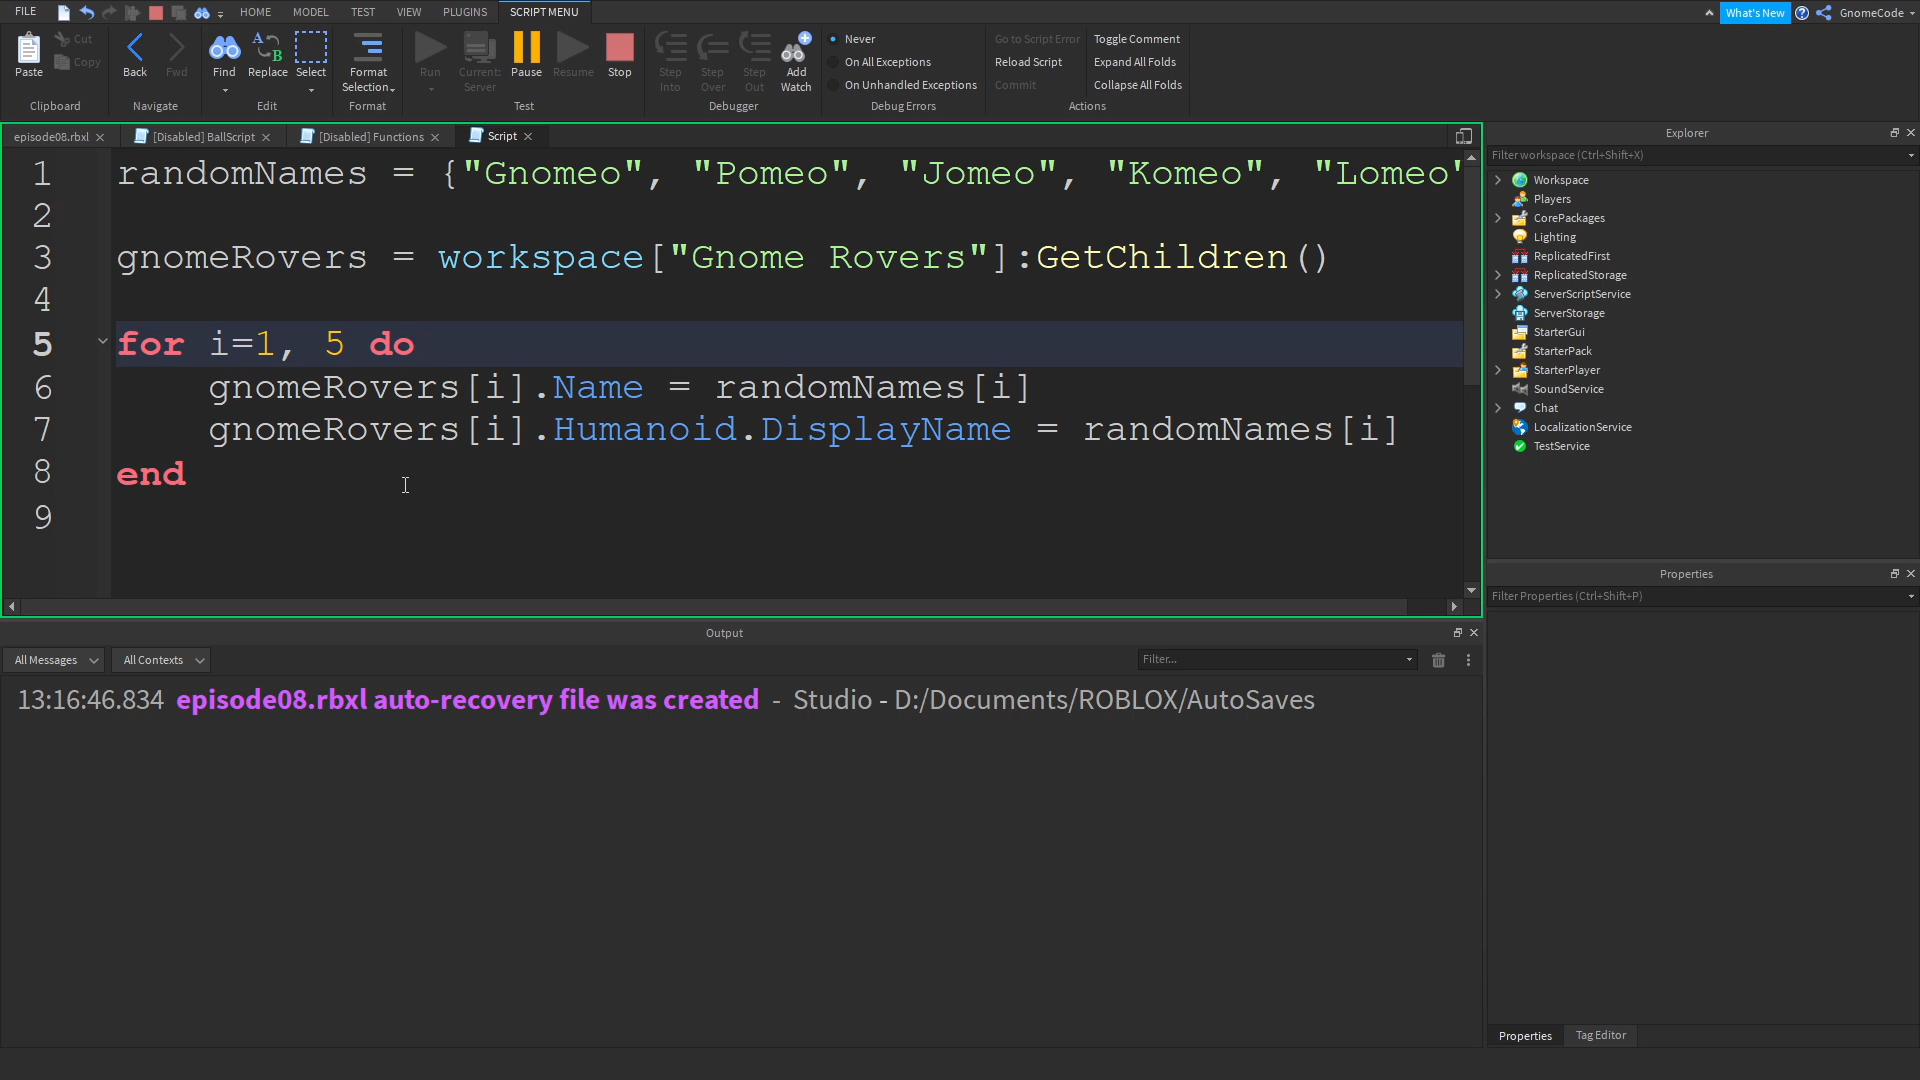 FILE HOME MODEL TEST VIEW PLUGINS SCRIPT MENU What's New GnomeCode
Paste Cut Copy Clipboard
Back Fwd Navigate
Find Replace Select Edit
Format Selection Format
Run Current: Server Pause Resume Stop Test
Step Into Step Over Step Out Add Watch Debugger
Never
On All Exceptions
On Unhandled Exceptions
Debug Errors
Go to Script Error Toggle Comment
Reload Script Expand All Folds
Commit Collapse All Folds
Actions
episode08.rbxl [Disabled] BallScript [Disabled] Functions Script
1 randomNames = {"Gnomeo", "Pomeo", "Jomeo", "Komeo", "Lomeo"
2
3 gnomeRovers = workspace["Gnome Rovers"]:GetChildren()
4
5 for i=1, 5 do
6 gnomeRovers[i].Name = randomNames[i]
7 gnomeRovers[i].Humanoid.DisplayName = randomNames[i]
8 end
9
Output
All Messages All Contexts Filter...
13:16:46.834 episode08.rbxl auto-recovery file was created - Studio - D:/Documents/ROBLOX/AutoSaves
Explorer
Filter workspace (Ctrl+Shift+X)
Workspace
Players
CorePackages
Lighting
ReplicatedFirst
ReplicatedStorage
ServerScriptService
ServerStorage
StarterGui
StarterPack
StarterPlayer
SoundService
Chat
LocalizationService
TestService
Properties
Filter Properties (Ctrl+Shift+P)
Properties Tag Editor